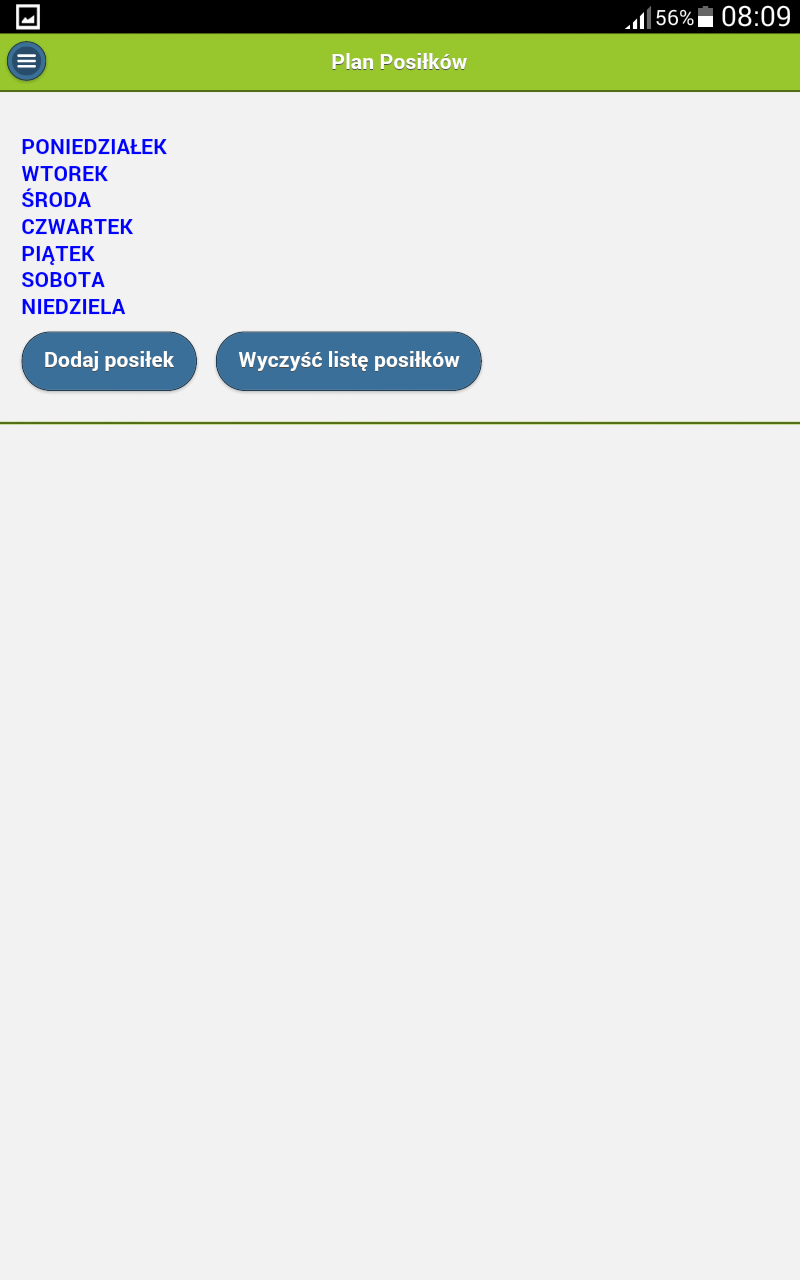 56% 08:09
Plan Posiłków
PONIEDZIAŁEK
WTOREK
ŚRODA
CZWARTEK
PIĄTEK
SOBOTA
NIEDZIELA
Dodaj posiłek Wyczyść listę posiłków